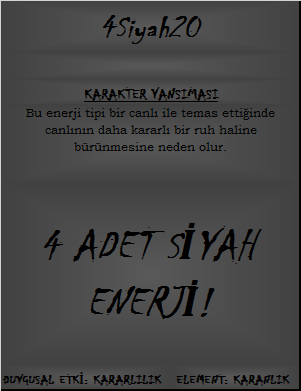 4Siyah20
KARAKTER YANSIMASI
Bu enerji tipi bir canlı ile temas ettiğinde
canlının daha kararlı bir ruh haline
bürünmesine neden olur.
4 ADET SİYAH
ENERJİ!
DUYGUSAL ETKİ: KARARLILIK ELEMENT: KARANLIK